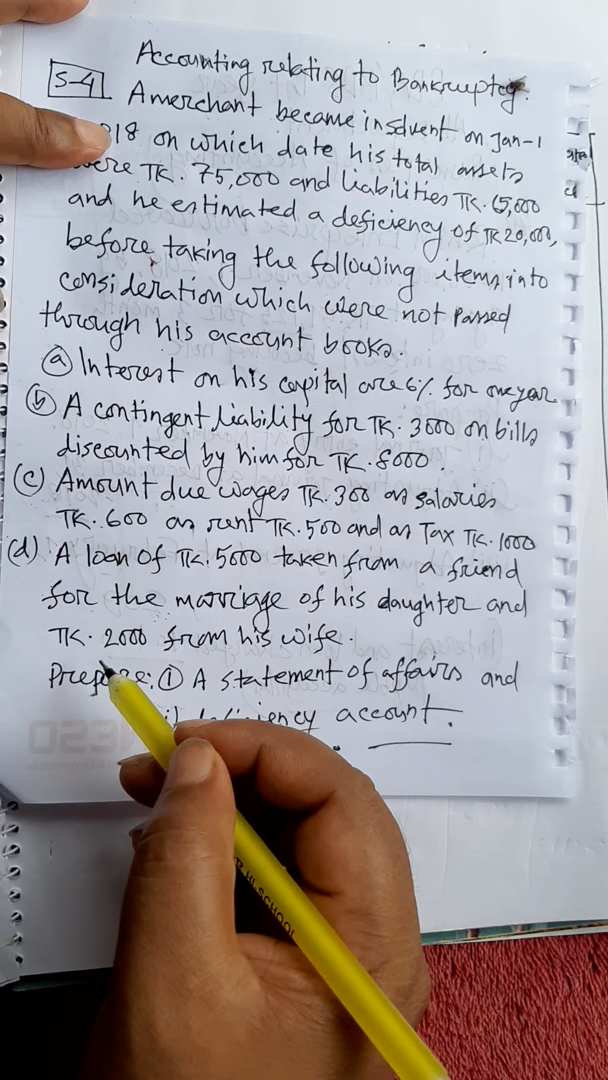 Accounting relating to Bankruptcy.
S-4 A merchant became insolvent on Jan-1
018 on which date his total assets
were TK. 75,000 and liabilities TK. 65,000
and he estimated a deficiency of TK 20,000,
before taking the following items into
consideration which were not passed
through his account books.
(a) Interest on his capital are 6% for one year.
(b) A contingent liability for TK. 3000 on bills
discounted by him for TK. 8000.
(c) Amount due wages TK. 300 as salaries
TK. 600 as rent TK. 500 and as Tax TK. 1000
(d) A loan of TK. 5000 taken from a friend
for the marriage of his daughter and
TK. 2000 from his wife.
Prepare: (i) A statement of affairs and
deficiency account.
HI-SCHOOL